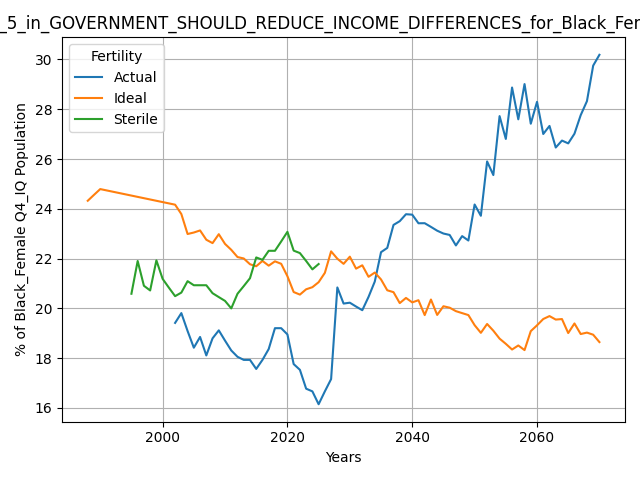 _5_in_GOVERNMENT_SHOULD_REDUCE_INCOME_DIFFERENCES_for_Black_Fem
Fertility
Actual
Ideal
Sterile
30
28
26
24
22
20
18
16
% of Black_Female Q4_IQ Population
2000
2020
2040
2060
Years